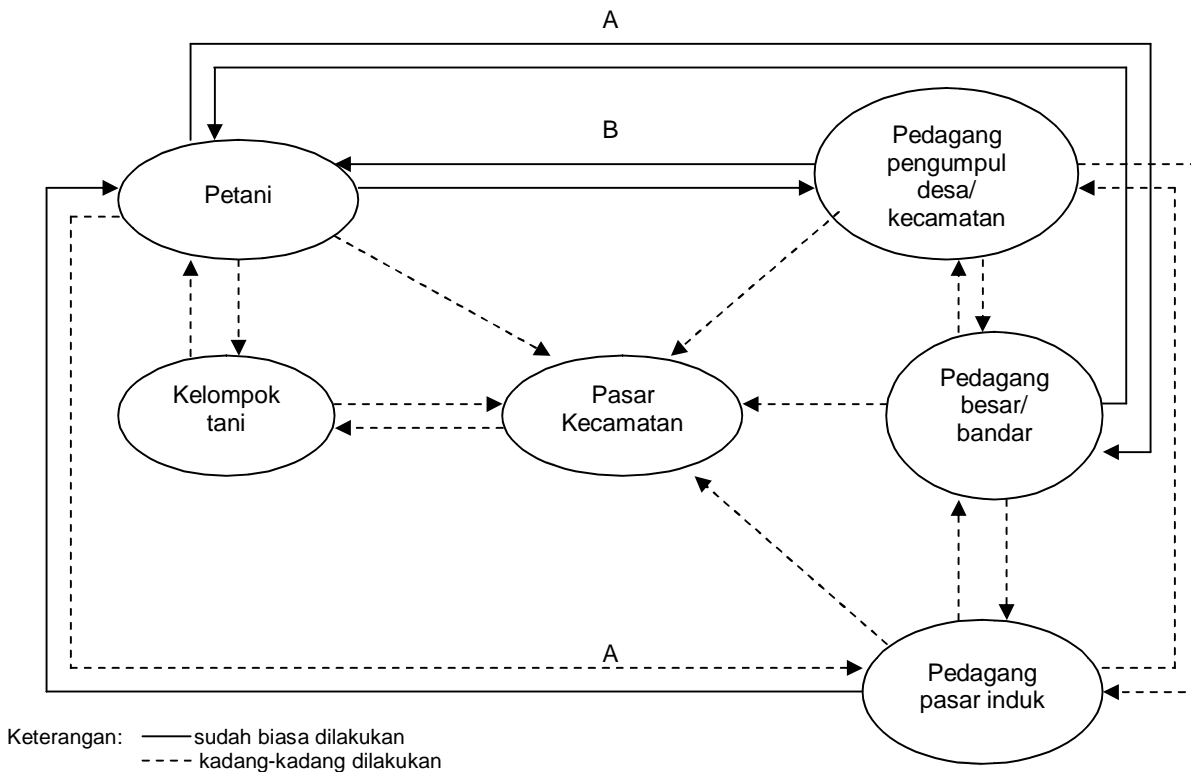 A
B
Petani
Pedagang
pengumpul
desa/
kecamatan
Kelompok
tani
Pasar
Kecamatan
Pedagang
besar/
bandar
A
Pedagang
pasar induk
Keterangan: sudah biasa dilakukan
kadang-kadang dilakukan